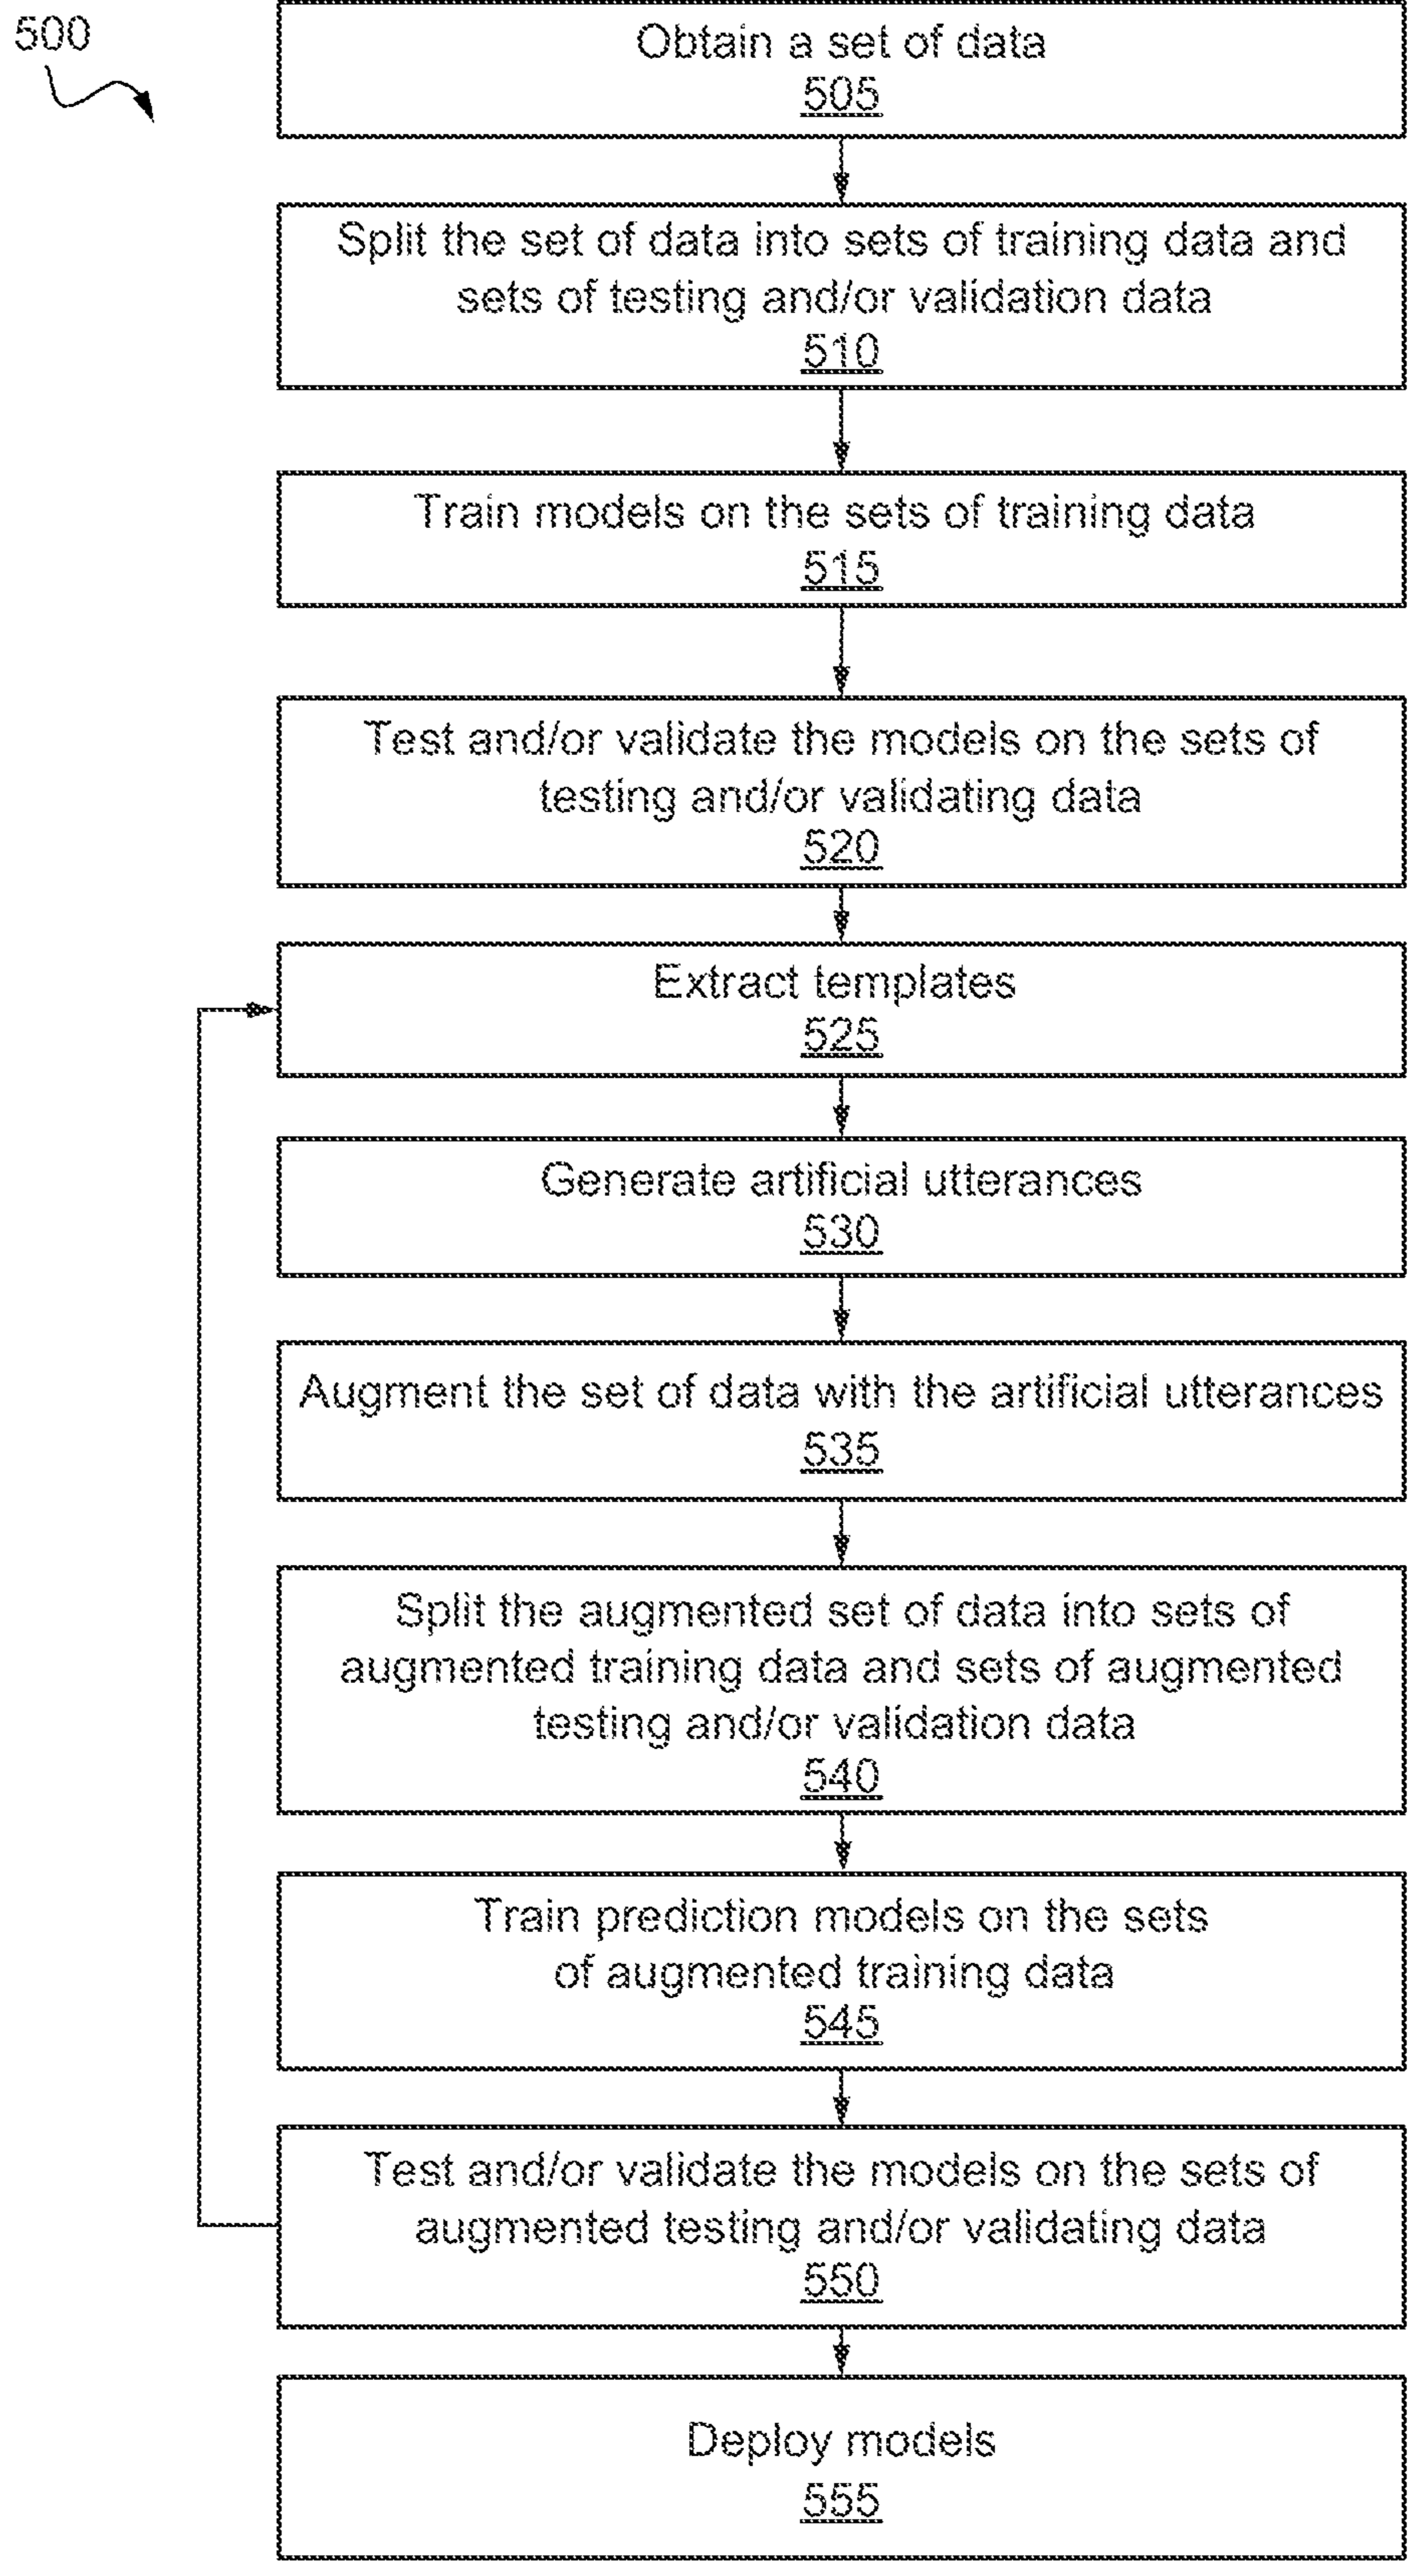 500
Obtain a set of data
505
Split the set of data into sets of training data and
sets of testing and/or validation data
510
Train models on the sets of training data
515
Test and/or validate the models on the sets of
testing and/or validating data
520
Extract templates
525
Generate artificial utterances
530
Augment the set of data with the artificial utterances
535
Split the augmented set of data into sets of
augmented training data and sets of augmented
testing and/or validation data
540
Train prediction models on the sets
of augmented training data
545
Test and/or validate the models on the sets of
augmented testing and/or validating data
550
Deploy models
555